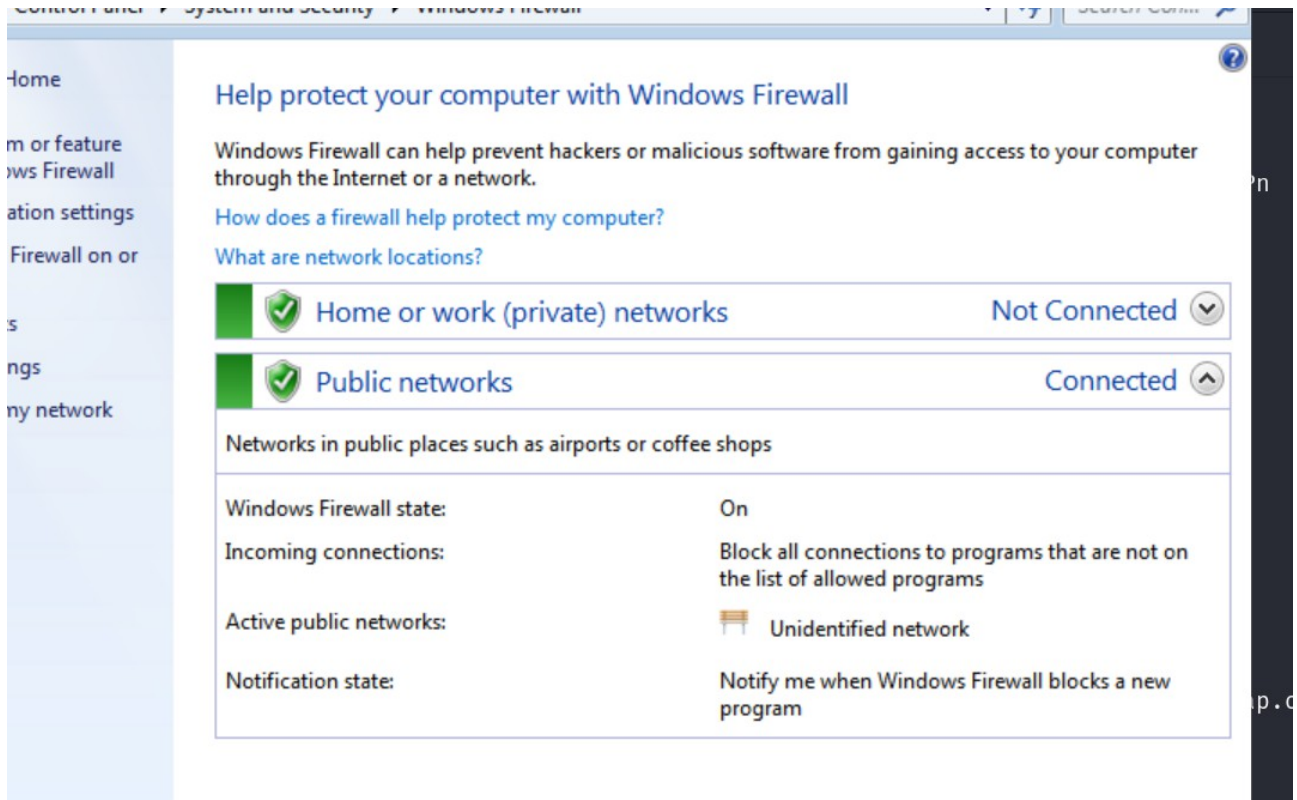 Home
m or feature
ows Firewall
ation settings
Firewall on or
ngs
my network
Help protect your computer with Windows Firewall
Windows Firewall can help prevent hackers or malicious software from gaining access to your computer
through the Internet or a network.
How does a firewall help protect my computer?
What are network locations?
Home or work (private) networks Not Connected
Public networks Connected
Networks in public places such as airports or coffee shops
Windows Firewall state: On
Incoming connections: Block all connections to programs that are not on
the list of allowed programs
Active public networks: Unidentified network
Notification state: Notify me when Windows Firewall blocks a new
program